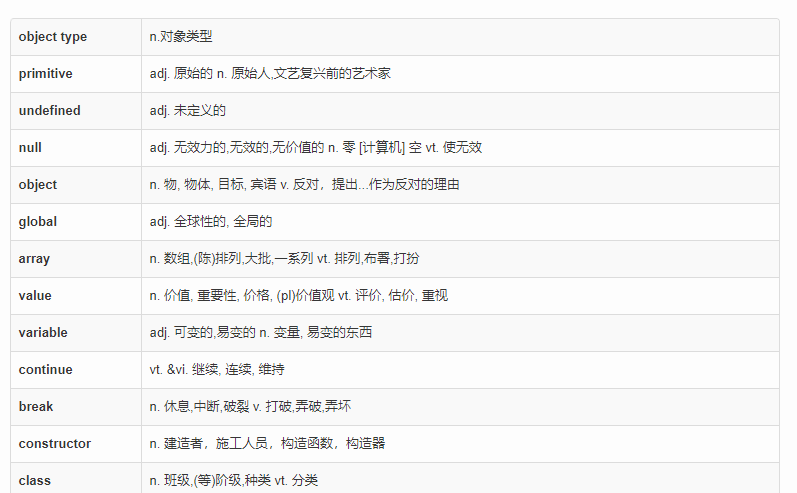 object type n.对象类型
primitive adj. 原始的 n. 原始人,文艺复兴前的艺术家
undefined adj. 未定义的
null adj. 无效力的,无效的,无价值的 n. 零 [计算机] 空 vt. 使无效
object n. 物, 物体, 目标, 宾语 v. 反对，提出...作为反对的理由
global adj. 全球性的, 全局的
array n. 数组,(陈)排列,大批,一系列 vt. 排列,布署,打扮
value n. 价值, 重要性, 价格, (pl)价值观 vt. 评价, 估价, 重视
variable adj. 可变的,易变的 n. 变量, 易变的东西
continue vt. &vi. 继续, 连续, 维持
break n. 休息,中断,破裂 v. 打破,弄破,弄坏
constructor n. 建造者，施工人员，构造函数，构造器
class n. 班级,(等)阶级,种类 vt. 分类